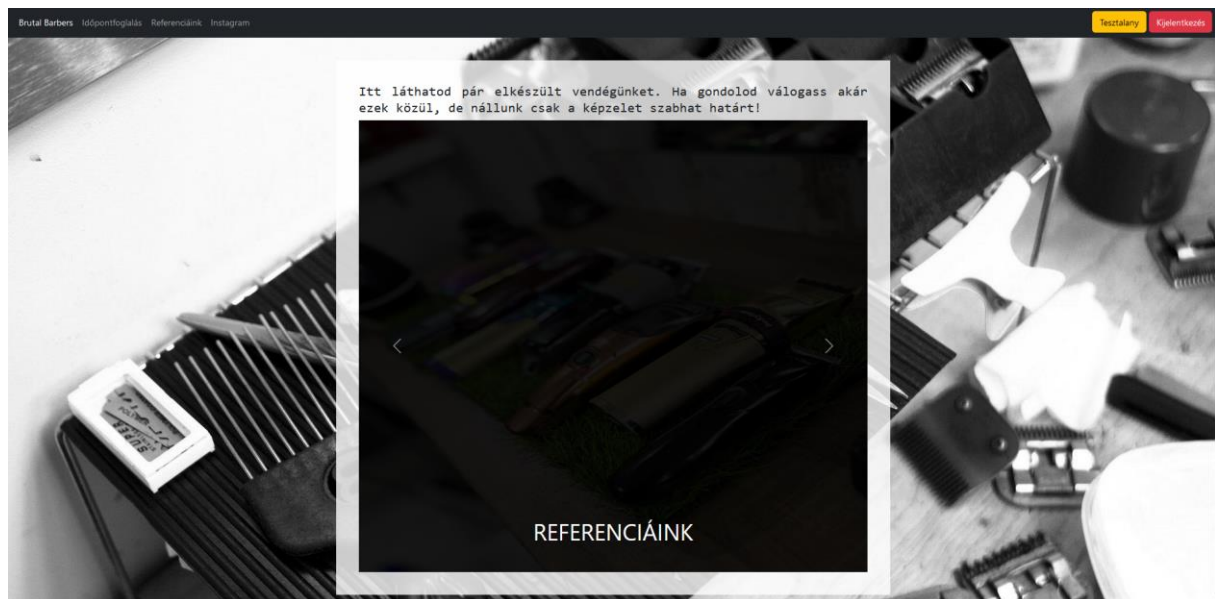 Brutal Barbers Időpontfoglalás Referenciáink Instagram Tesztalany Kijelentkezés
Itt láthatod pár elkészült vendégünket. Ha gondolod válogass akár
ezek közül, de nállunk csak a képzelet szabhat határt!
SUPER
REFERENCIÁINK